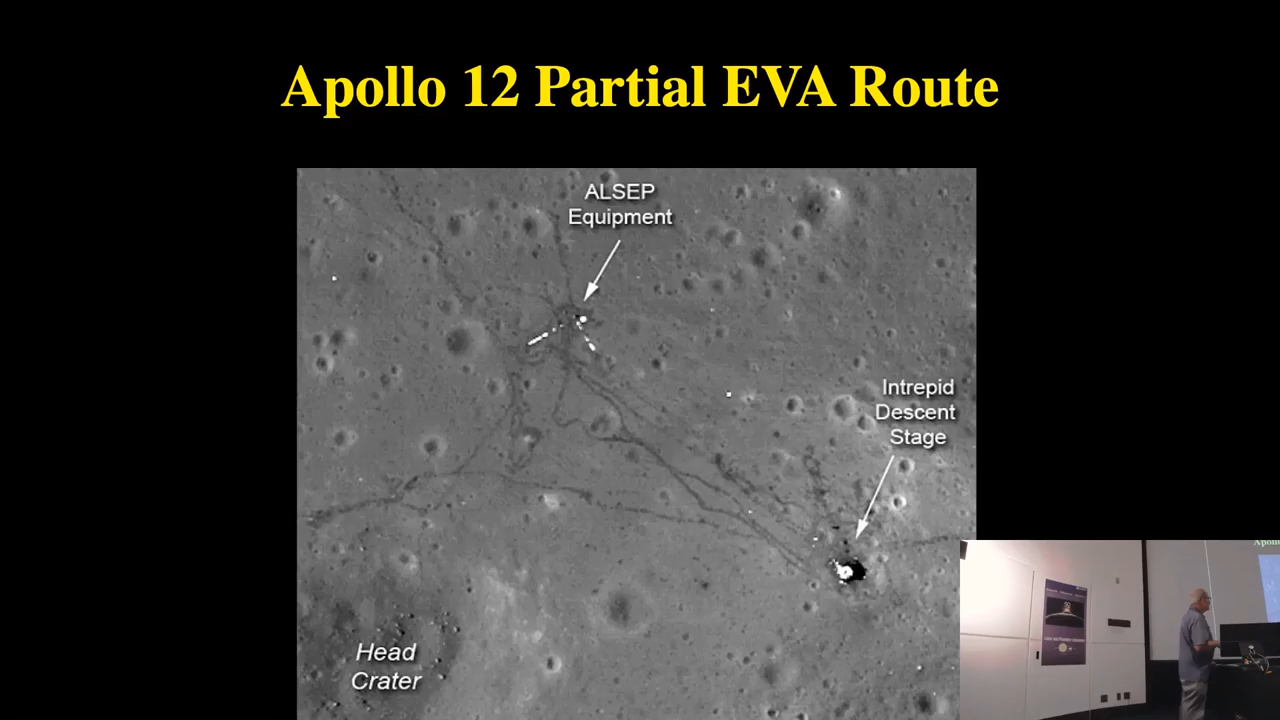 Apollo 12 Partial EVA Route
ALSEP
Equipment
Intrepid
Descent
Stage
Head
Crater